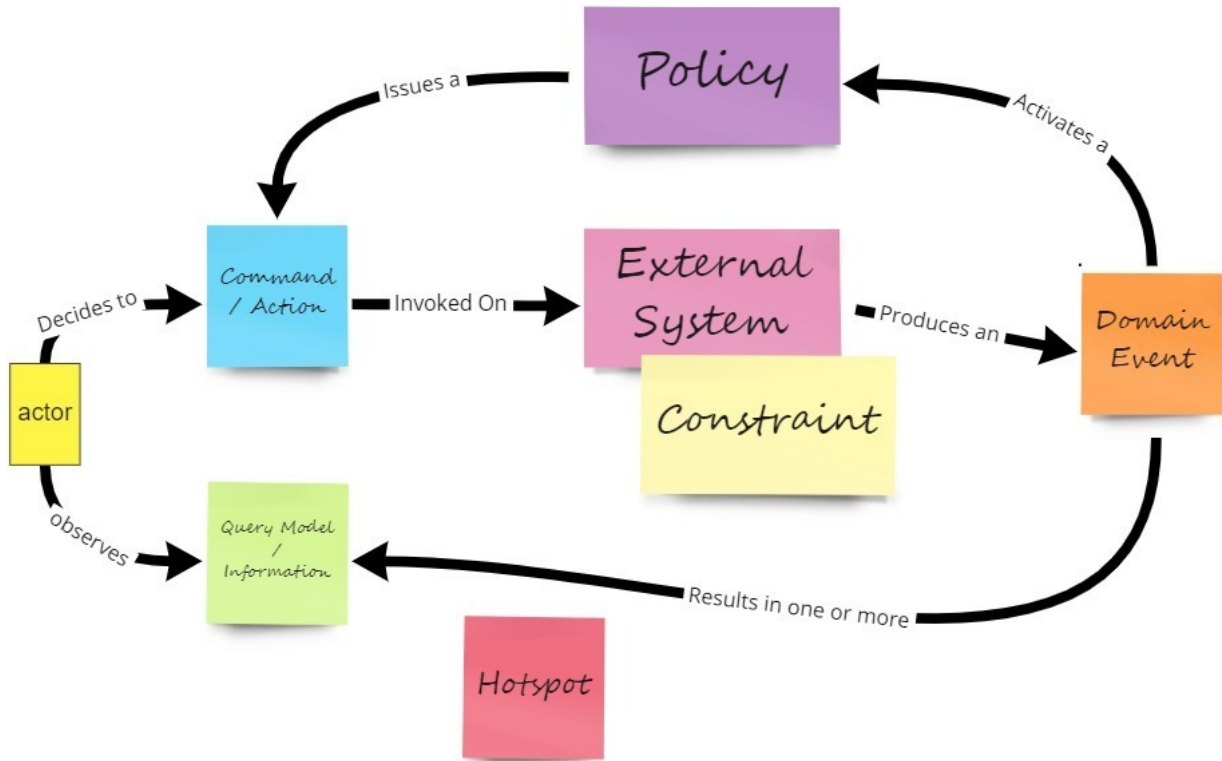 Policy
Issues a
Activates a
Command
/ Action
Invoked On
External
System
Produces an
Domain
Event
Decides to
actor
Constraint
observes
Query Model
/
Information
Results in one or more
Hotspot